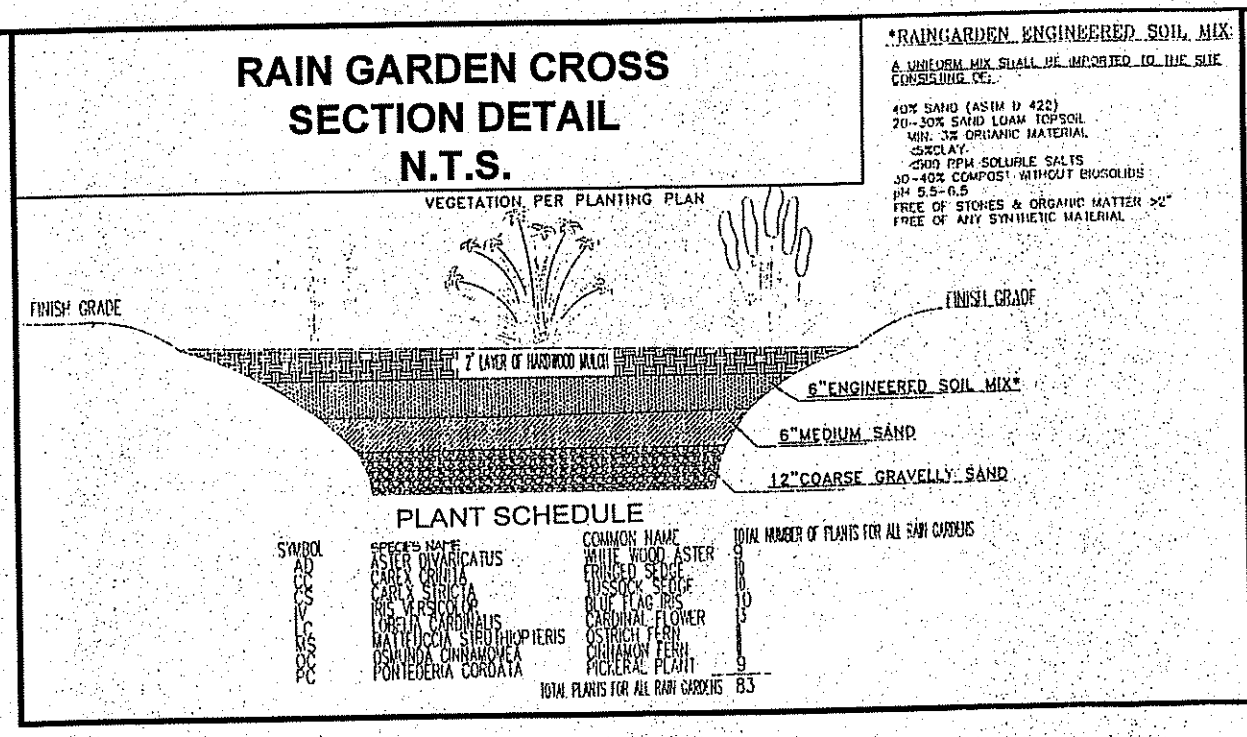 RAIN GARDEN CROSS
SECTION DETAIL
N.T.S.
*RAINGARDEN ENGINEERED SOIL MIX:
A UNIFORM MIX SHALL BE IMPORTED TO THE SITE
CONSISTING OF:
40% SAND (ASTM D 422)
20-30% SAND LOAM TOPSOIL
MIN. 3% ORGANIC MATERIAL
<5%CLAY
<500 PPM SOLUBLE SALTS
30-40% COMPOST WITHOUT BIOSOLIDS
pH 5.5-6.5
FREE OF STONES & ORGANIC MATTER >2"
FREE OF ANY SYNTHETIC MATERIAL
VEGETATION PER PLANTING PLAN
FINISH GRADE
FINISH GRADE
2" LAYER OF HARDWOOD MULCH
6"ENGINEERED SOIL MIX*
6"MEDIUM SAND
12"COARSE GRAVELLY SAND
PLANT SCHEDULE
SYMBOL SPECIES NAME COMMON NAME TOTAL NUMBER OF PLANTS FOR ALL RAIN GARDENS
AD ASTER DIVARICATUS WHITE WOOD ASTER 9
CC CAREX CRINITA FRINGED SEDGE
CS CAREX STRICTA TUSSOCK SEDGE
IV IRIS VERSICOLOR BLUE FLAG IRIS 10
LC LOBELIA CARDINALIS CARDINAL FLOWER 13
MS MATTEUCCIA STRUTHIOPTERIS OSTRICH FERN
OC OSMUNDA CINNAMOMEA CINNAMON FERN
PC PONTEDERIA CORDATA PICKERAL PLANT 9
TOTAL PLANTS FOR ALL RAIN GARDENS 83